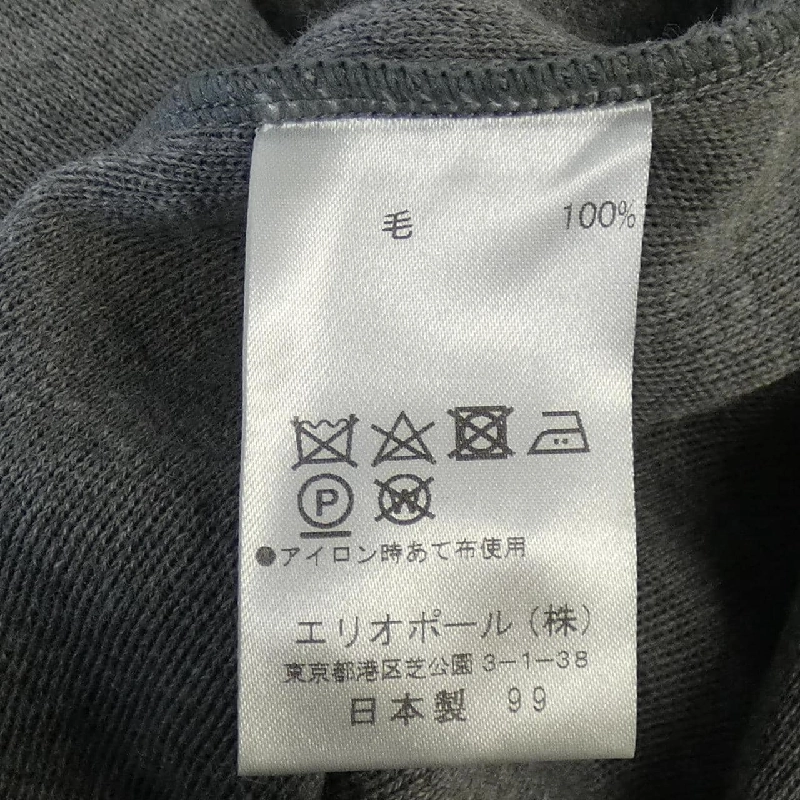 毛 100%
P W
●アイロン時あて布使用
エリオポール(株)
東京都港区芝公園3-1-38
日本製 99